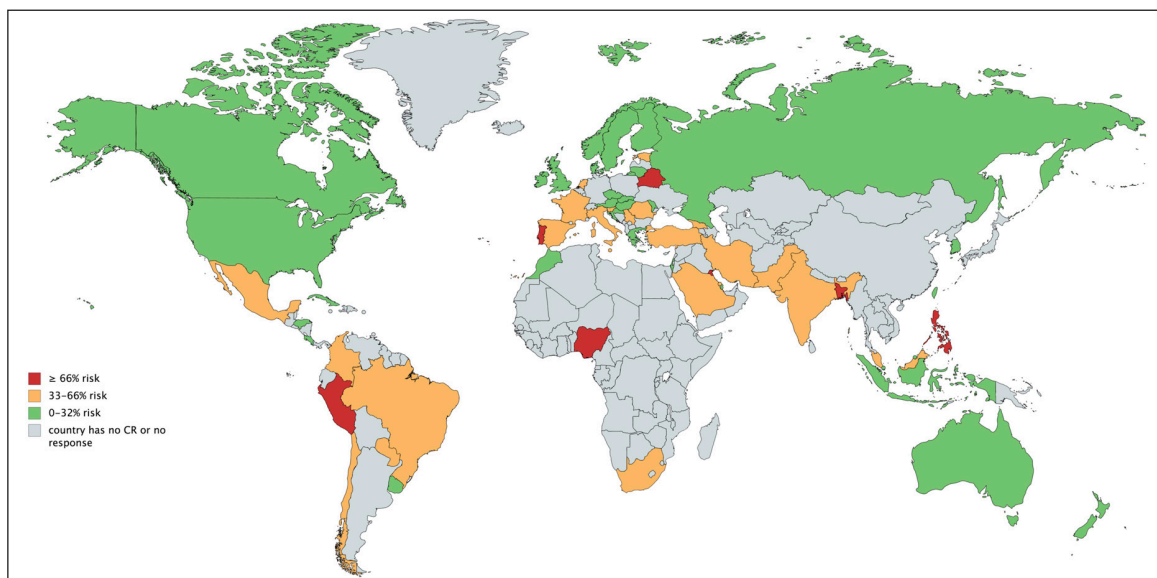 ≥ 66% risk
33–66% risk
0–32% risk
country has no CR or no
response